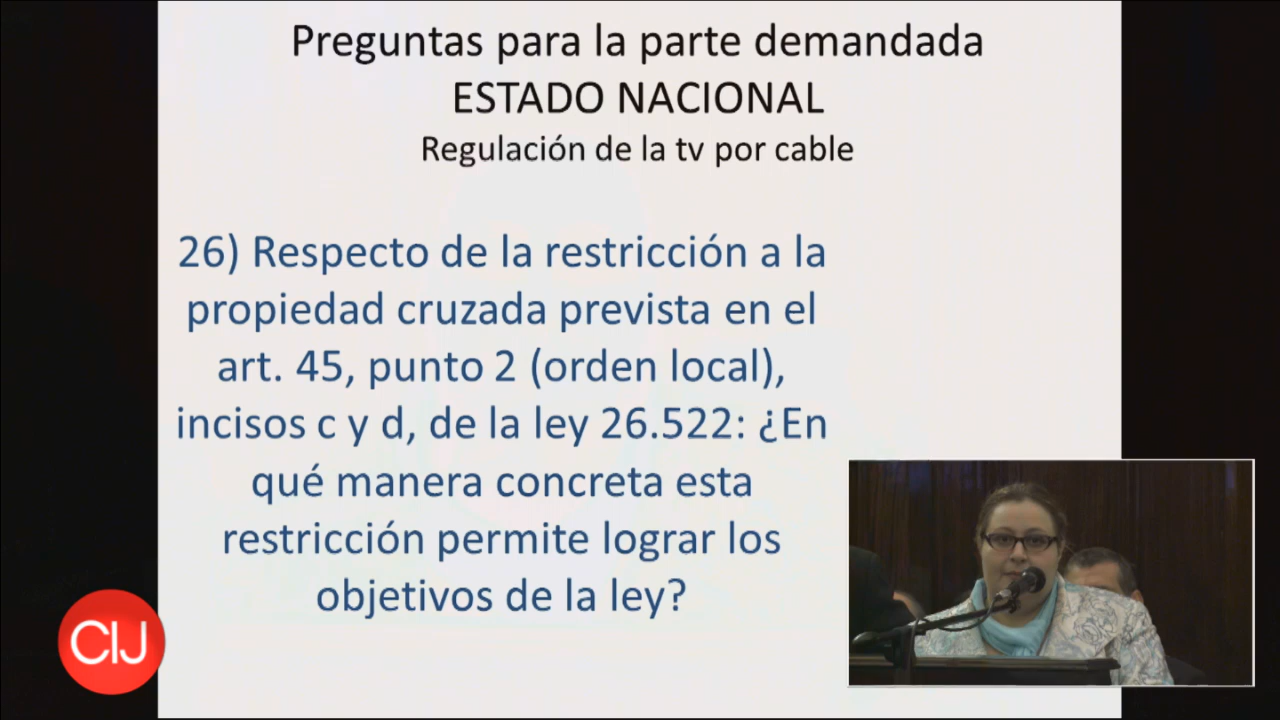 Preguntas para la parte demandada
ESTADO NACIONAL
Regulación de la tv por cable
26) Respecto de la restricción a la
propiedad cruzada prevista en el
art. 45, punto 2 (orden local),
incisos c y d, de la ley 26.522: ¿En
qué manera concreta esta
restricción permite lograr los
objetivos de la ley?
CIJ